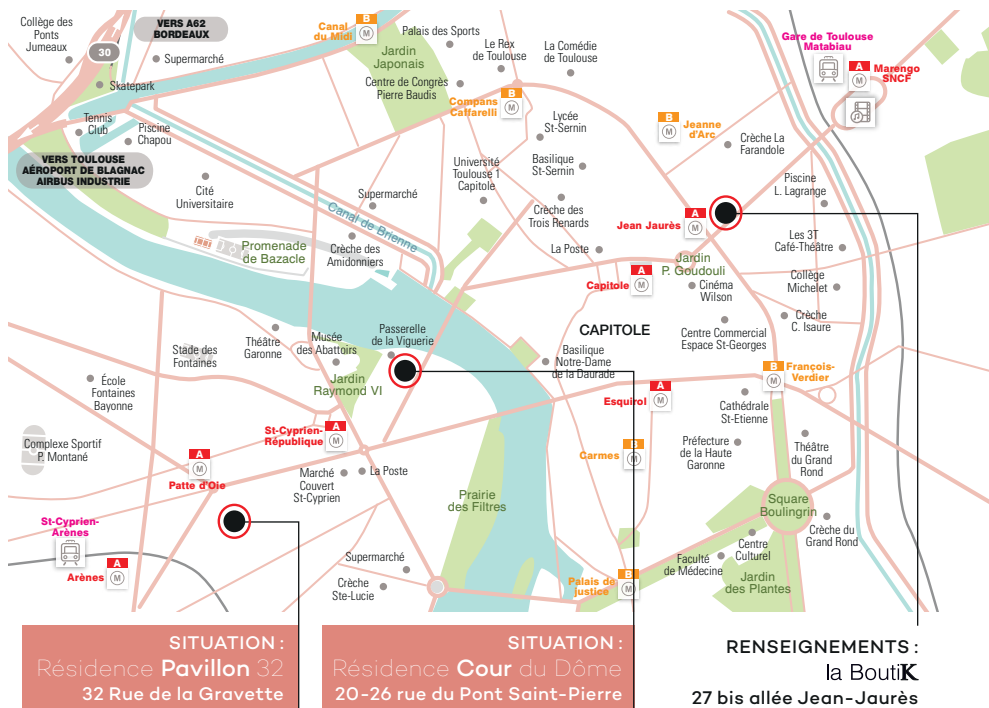 Collège des
Ponts
Jumeaux
VERS A62
BORDEAUX
30
Supermarché
Skatepark
Canal
du Midi
B
M
Palais des Sports
Jardin
Japonais
Centre de Congrès
Pierre Baudis
Le Rex
de Toulouse
La Comédie
de Toulouse
Gare de Toulouse
Matabiau
A
M
Marengo
SNCF
Tennis
Club
Piscine
Chapou
Compans
Caffarelli
B
M
Lycée
St-Sernin
B
M
Jeanne
d'Arc
Crèche La
Farandole
VERS TOULOUSE
AÉROPORT DE BLAGNAC
AIRBUS INDUSTRIE
Cité
Universitaire
Supermarché
Université
Toulouse 1
Capitole
Basilique
St-Sernin
Piscine
L. Lagrange
Canal de Brienne
Crèche des
Trois Renards
Jean Jaurès
A
M
Promenade
de Bazacle
Crèche des
Amidonniers
La Poste
Les 3T
Café-Théâtre
Jardin
P. Goudouli
Capitole
A
M
Cinéma
Wilson
Collège
Michelet
Crèche
C. Isaure
Théâtre
Garonne
Musée
des Abattoirs
Passerelle
de la Viguerie
CAPITOLE
Centre Commercial
Espace St-Georges
Stade des
Fontaines
Jardin
Raymond VI
Basilique
Notre-Dame
de la Daurade
B
M
François-
Verdier
École
Fontaines
Bayonne
Esquirol
A
M
Cathédrale
St-Etienne
St-Cyprien-
République
A
M
Complexe Sportif
P. Montané
A
M
Patte d'Oie
Marché
Couvert
St-Cyprien
La Poste
Carmes
B
M
Préfecture
de la Haute
Garonne
Théâtre
du Grand
Rond
Prairie
des Filtres
Square
Boulingrin
St-Cyprien-
Arènes
Crèche du
Grand Rond
Arènes
A
M
Supermarché
Crèche
Ste-Lucie
Palais de
justice
B
M
Faculté
de Médecine
Centre
Culturel
Jardin
des Plantes
SITUATION :
Résidence Pavillon 32
32 Rue de la Gravette
SITUATION :
Résidence Cour du Dôme
20-26 rue du Pont Saint-Pierre
RENSEIGNEMENTS :
la BoutiK
27 bis allée Jean-Jaurès